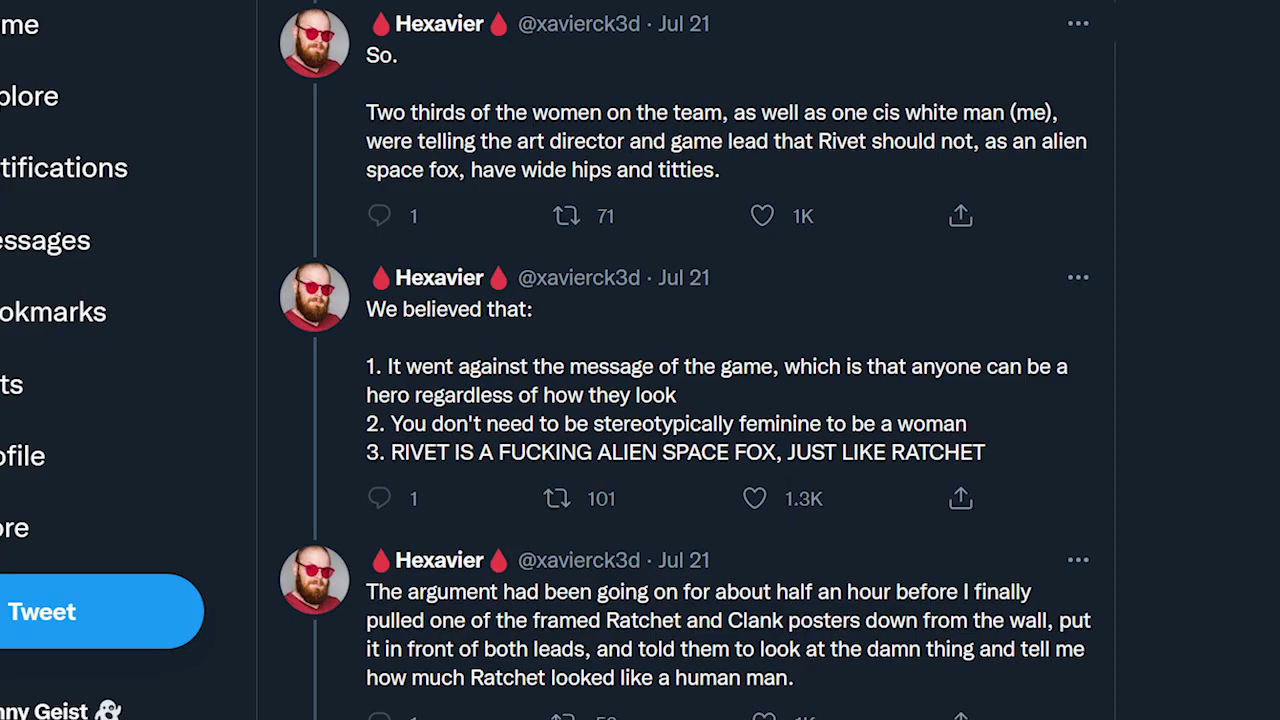 me
plore
tifications
essages
okmarks
ts
ofile
ore
Tweet
nny Geist 👻
🩸 Hexavier 🩸 @xavierck3d · Jul 21
So.
Two thirds of the women on the team, as well as one cis white man (me),
were telling the art director and game lead that Rivet should not, as an alien
space fox, have wide hips and titties.
1 71 1K
🩸 Hexavier 🩸 @xavierck3d · Jul 21
We believed that:
1. It went against the message of the game, which is that anyone can be a
hero regardless of how they look
2. You don't need to be stereotypically feminine to be a woman
3. RIVET IS A FUCKING ALIEN SPACE FOX, JUST LIKE RATCHET
1 101 1.3K
🩸 Hexavier 🩸 @xavierck3d · Jul 21
The argument had been going on for about half an hour before I finally
pulled one of the framed Ratchet and Clank posters down from the wall, put
it in front of both leads, and told them to look at the damn thing and tell me
how much Ratchet looked like a human man.